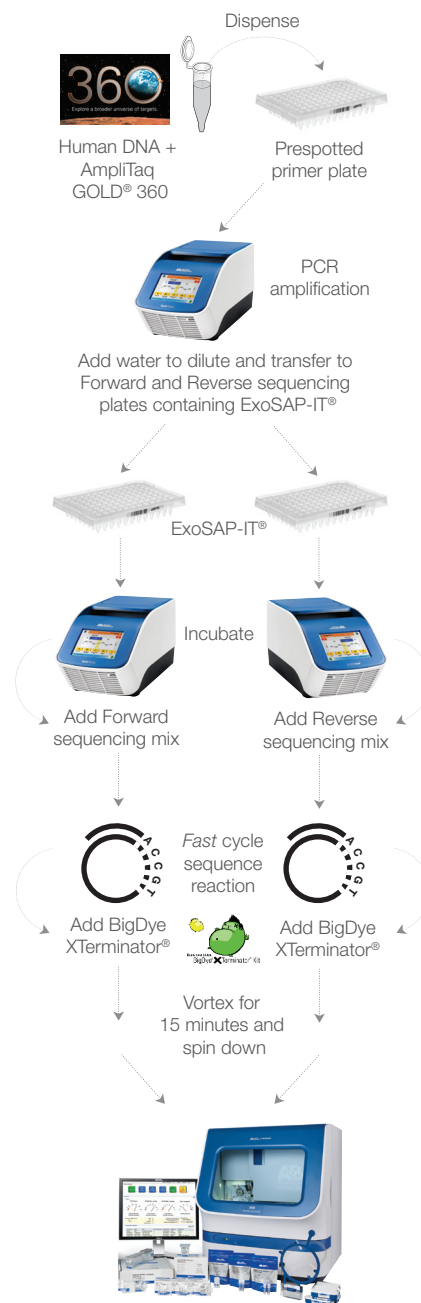 Dispense
360
Explore a broader universe of targets.
Human DNA +
AmpliTaq
GOLD® 360
Prespotted
primer plate
PCR
amplification
Add water to dilute and transfer to
Forward and Reverse sequencing
plates containing ExoSAP-IT®
ExoSAP-IT®
Incubate
Add Forward
sequencing mix
Add Reverse
sequencing mix
A C C G T
Fast cycle
sequence
reaction
A C C G T
Add BigDye
XTerminator®
BigDye® XTerminator™ Kit
Add BigDye
XTerminator®
Vortex for
15 minutes and
spin down